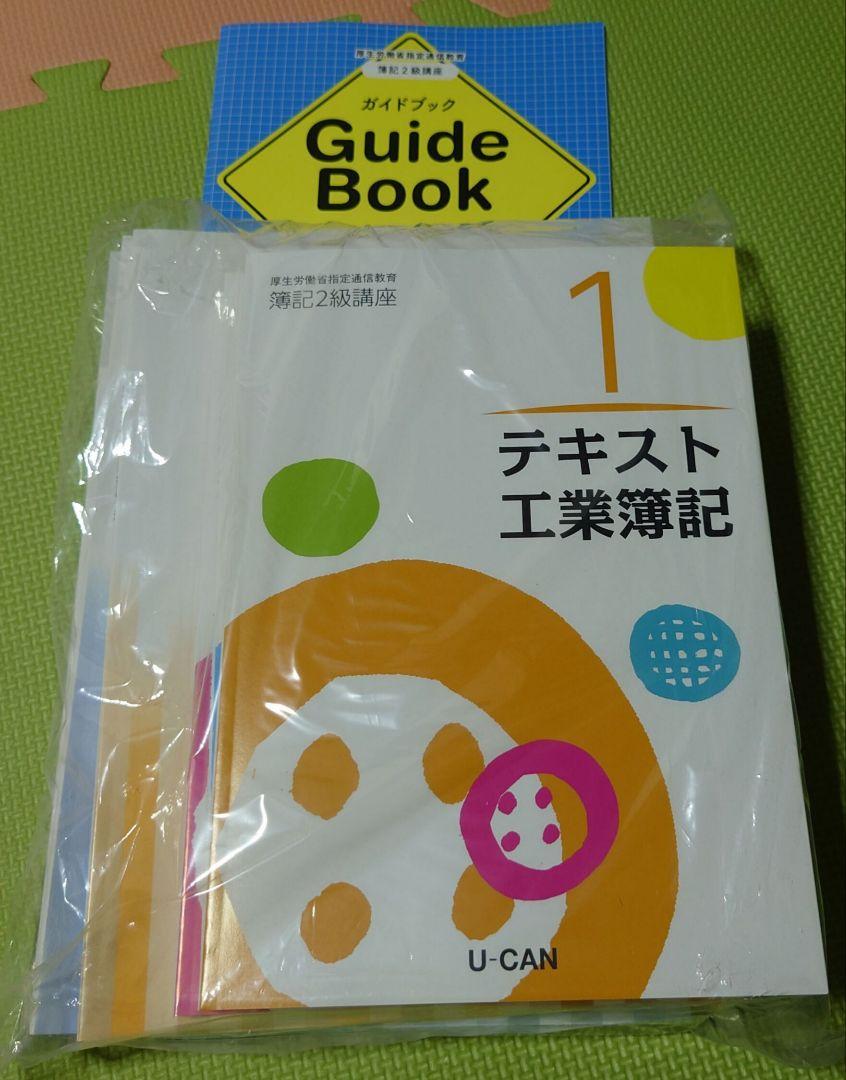 厚生労働省指定通信教育
簿記2級講座
ガイドブック
Guide
Book
厚生労働省指定通信教育
簿記2級講座
1
テキスト
工業簿記
U-CAN